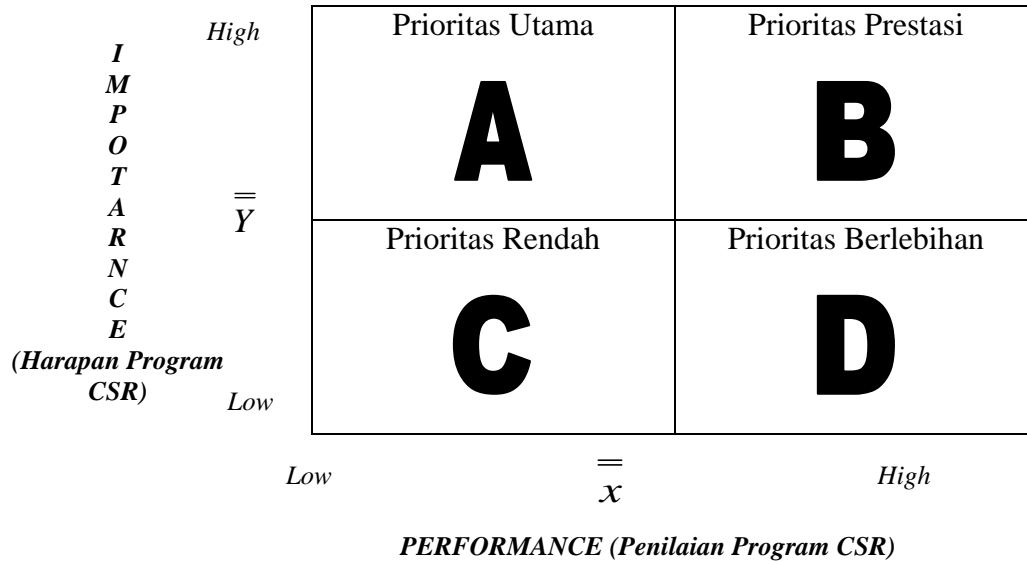 High
Prioritas Utama
Prioritas Prestasi
I
M
P
O
T
A
R
N
C
E
(Harapan Program
CSR)
A
B
Y
Prioritas Rendah
Prioritas Berlebihan
C
D
Low
Low
x
High
PERFORMANCE (Penilaian Program CSR)